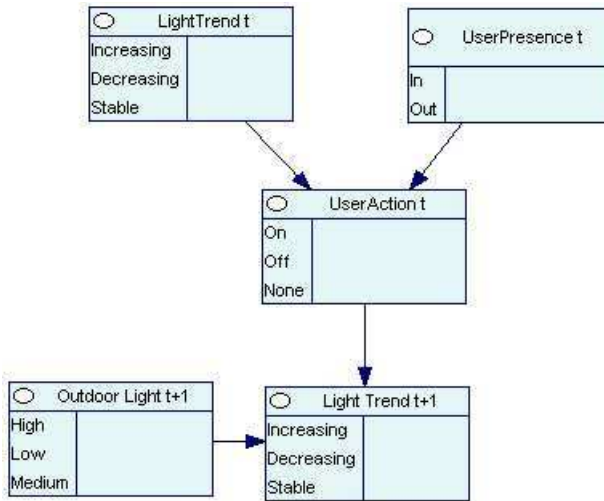 LightTrend t
Increasing
Decreasing
Stable
UserPresence t
In
Out
UserAction t
On
Off
None
Outdoor Light t+1
High
Low
Medium
Light Trend t+1
Increasing
Decreasing
Stable